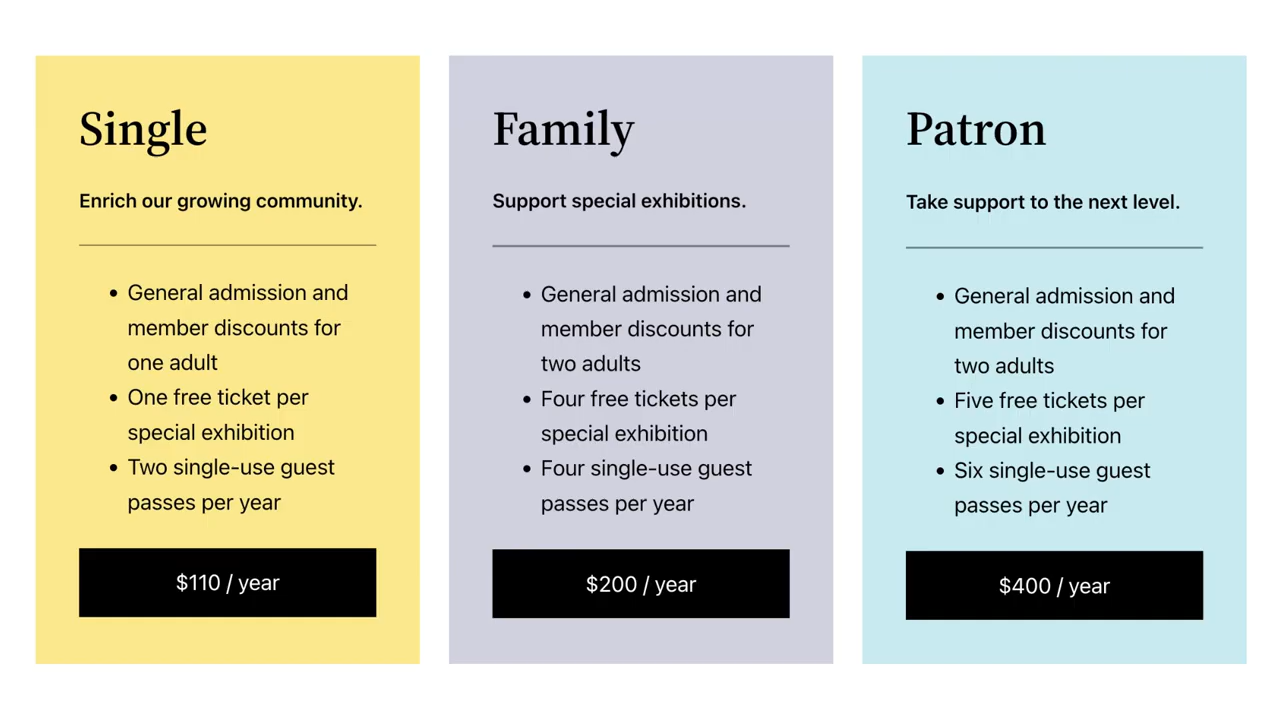 Single
Enrich our growing community.
• General admission and
member discounts for
one adult
• One free ticket per
special exhibition
• Two single-use guest
passes per year
$110 / year
Family
Support special exhibitions.
• General admission and
member discounts for
two adults
• Four free tickets per
special exhibition
• Four single-use guest
passes per year
$200 / year
Patron
Take support to the next level.
• General admission and
member discounts for
two adults
• Five free tickets per
special exhibition
• Six single-use guest
passes per year
$400 / year